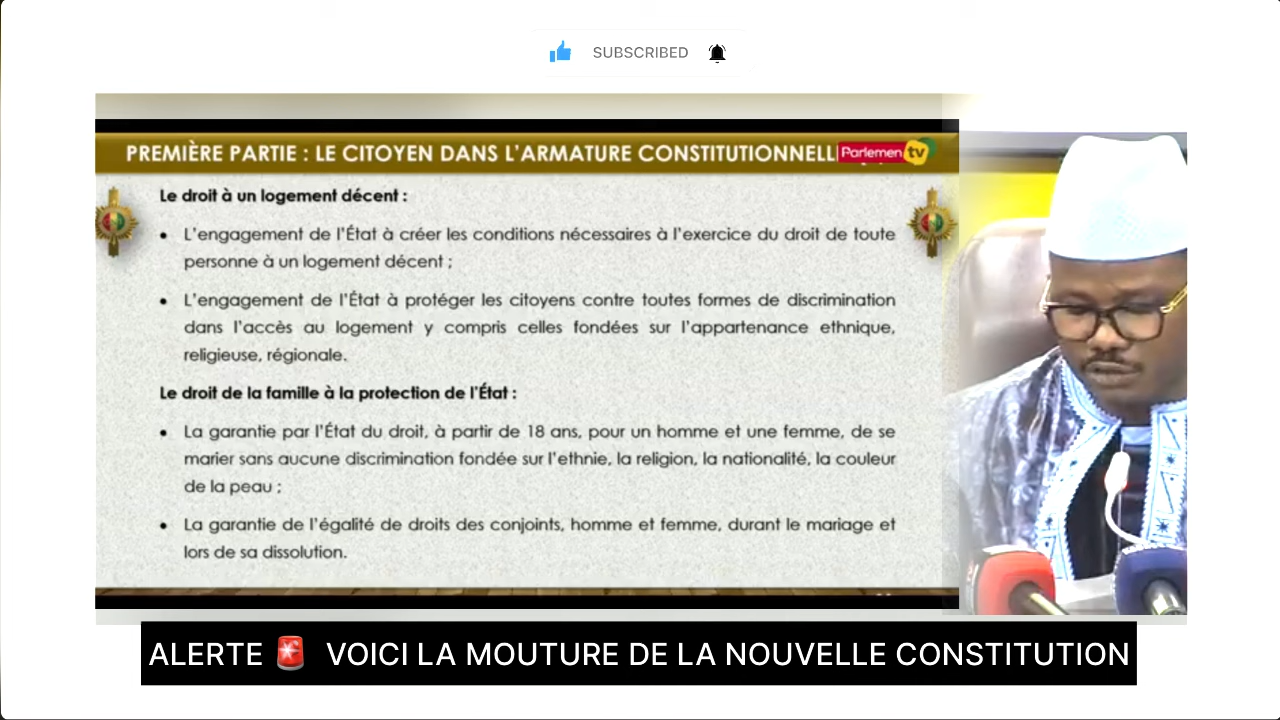 SUBSCRIBED
PREMIÈRE PARTIE : LE CITOYEN DANS L'ARMATURE CONSTITUTIONNELL
Parlemen tv
Le droit à un logement décent :
• L'engagement de l'État à créer les conditions nécessaires à l'exercice du droit de toute
personne à un logement décent ;
• L'engagement de l'État à protéger les citoyens contre toutes formes de discrimination
dans l'accès au logement y compris celles fondées sur l'appartenance ethnique,
religieuse, régionale.
Le droit de la famille à la protection de l'État :
• La garantie par l'État du droit, à partir de 18 ans, pour un homme et une femme, de se
marier sans aucune discrimination fondée sur l'ethnie, la religion, la nationalité, la couleur
de la peau ;
• La garantie de l'égalité de droits des conjoints, homme et femme, durant le mariage et
lors de sa dissolution.
ALERTE 🚨 VOICI LA MOUTURE DE LA NOUVELLE CONSTITUTION